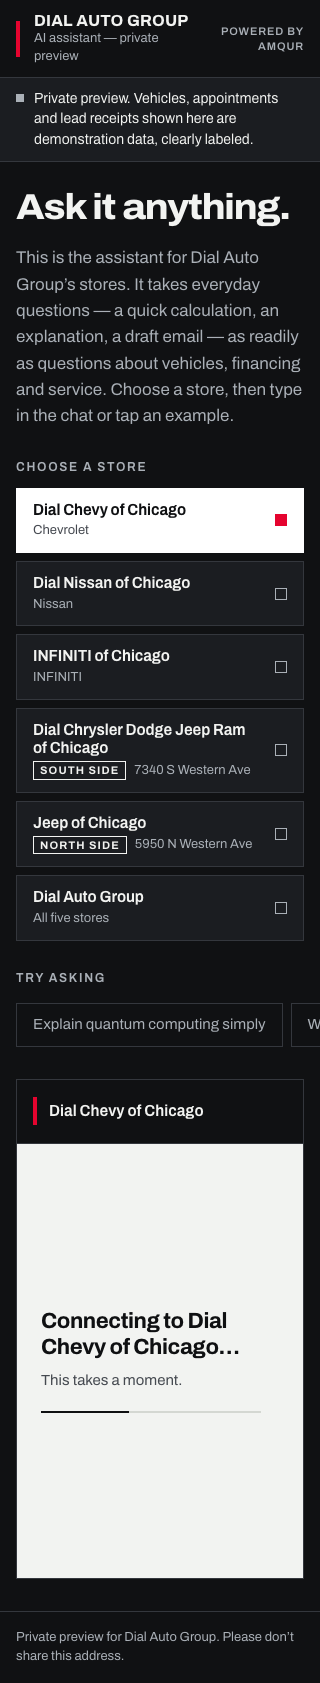 DIAL AUTO GROUP
AI assistant — private
preview
POWERED BY
AMQUR
Private preview. Vehicles, appointments
and lead receipts shown here are
demonstration data, clearly labeled.
Ask it anything.
This is the assistant for Dial Auto
Group’s stores. It takes everyday
questions — a quick calculation, an
explanation, a draft email — as readily
as questions about vehicles, financing
and service. Choose a store, then type
in the chat or tap an example.
CHOOSE A STORE
Dial Chevy of Chicago
Chevrolet
Dial Nissan of Chicago
Nissan
INFINITI of Chicago
INFINITI
Dial Chrysler Dodge Jeep Ram
of Chicago
SOUTH SIDE 7340 S Western Ave
Jeep of Chicago
NORTH SIDE 5950 N Western Ave
Dial Auto Group
All five stores
TRY ASKING
Explain quantum computing simply
Dial Chevy of Chicago
Connecting to Dial
Chevy of Chicago…
This takes a moment.
Private preview for Dial Auto Group. Please don’t
share this address.